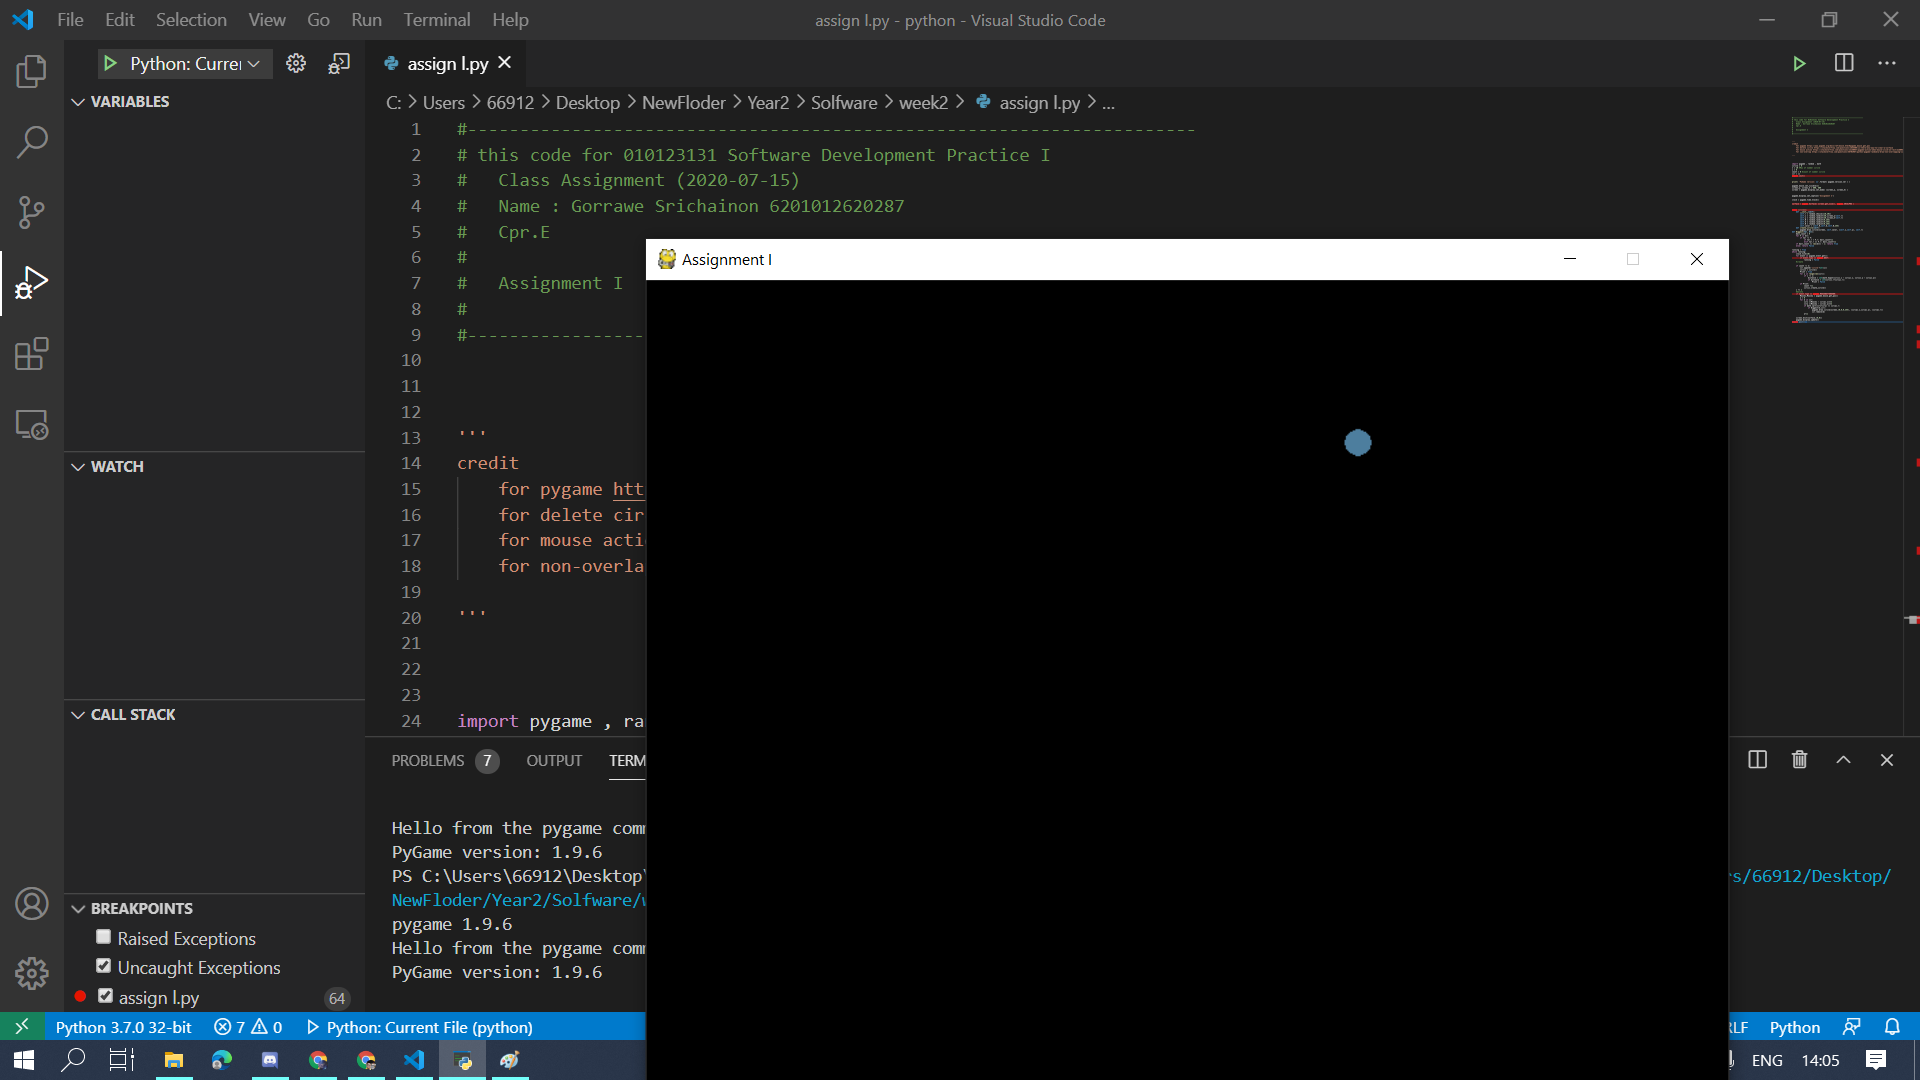 File Edit Selection View Go Run Terminal Help
assign I.py - python - Visual Studio Code
Python: Currer
assign I.py
VARIABLES
C: > Users > 66912 > Desktop > NewFloder > Year2 > Solfware > week2 > assign I.py > ...
1 #----------------------------------------------------------------------
2 # this code for 010123131 Software Development Practice I
3 #   Class Assignment (2020-07-15)
4 #   Name : Gorrawe Srichainon 6201012620287
5 #   Cpr.E
6 #
7 #   Assignment I
8 #
9 #-----------------
10
11
12
13 '''
14 credit
15 for pygame htt
16 for delete cir
17 for mouse acti
18 for non-overla
19
20 '''
21
22
23
24 import pygame , ra
Assignment I
WATCH
CALL STACK
BREAKPOINTS
Raised Exceptions
Uncaught Exceptions
assign I.py 64
PROBLEMS 7 OUTPUT TERM
Hello from the pygame com
PyGame version: 1.9.6
PS C:\Users\66912\Desktop
rs/66912/Desktop/
NewFloder/Year2/Solfware/
pygame 1.9.6
Hello from the pygame com
PyGame version: 1.9.6
Python 3.7.0 32-bit 7 0 Python: Current File (python)
RLF Python
ENG 14:05